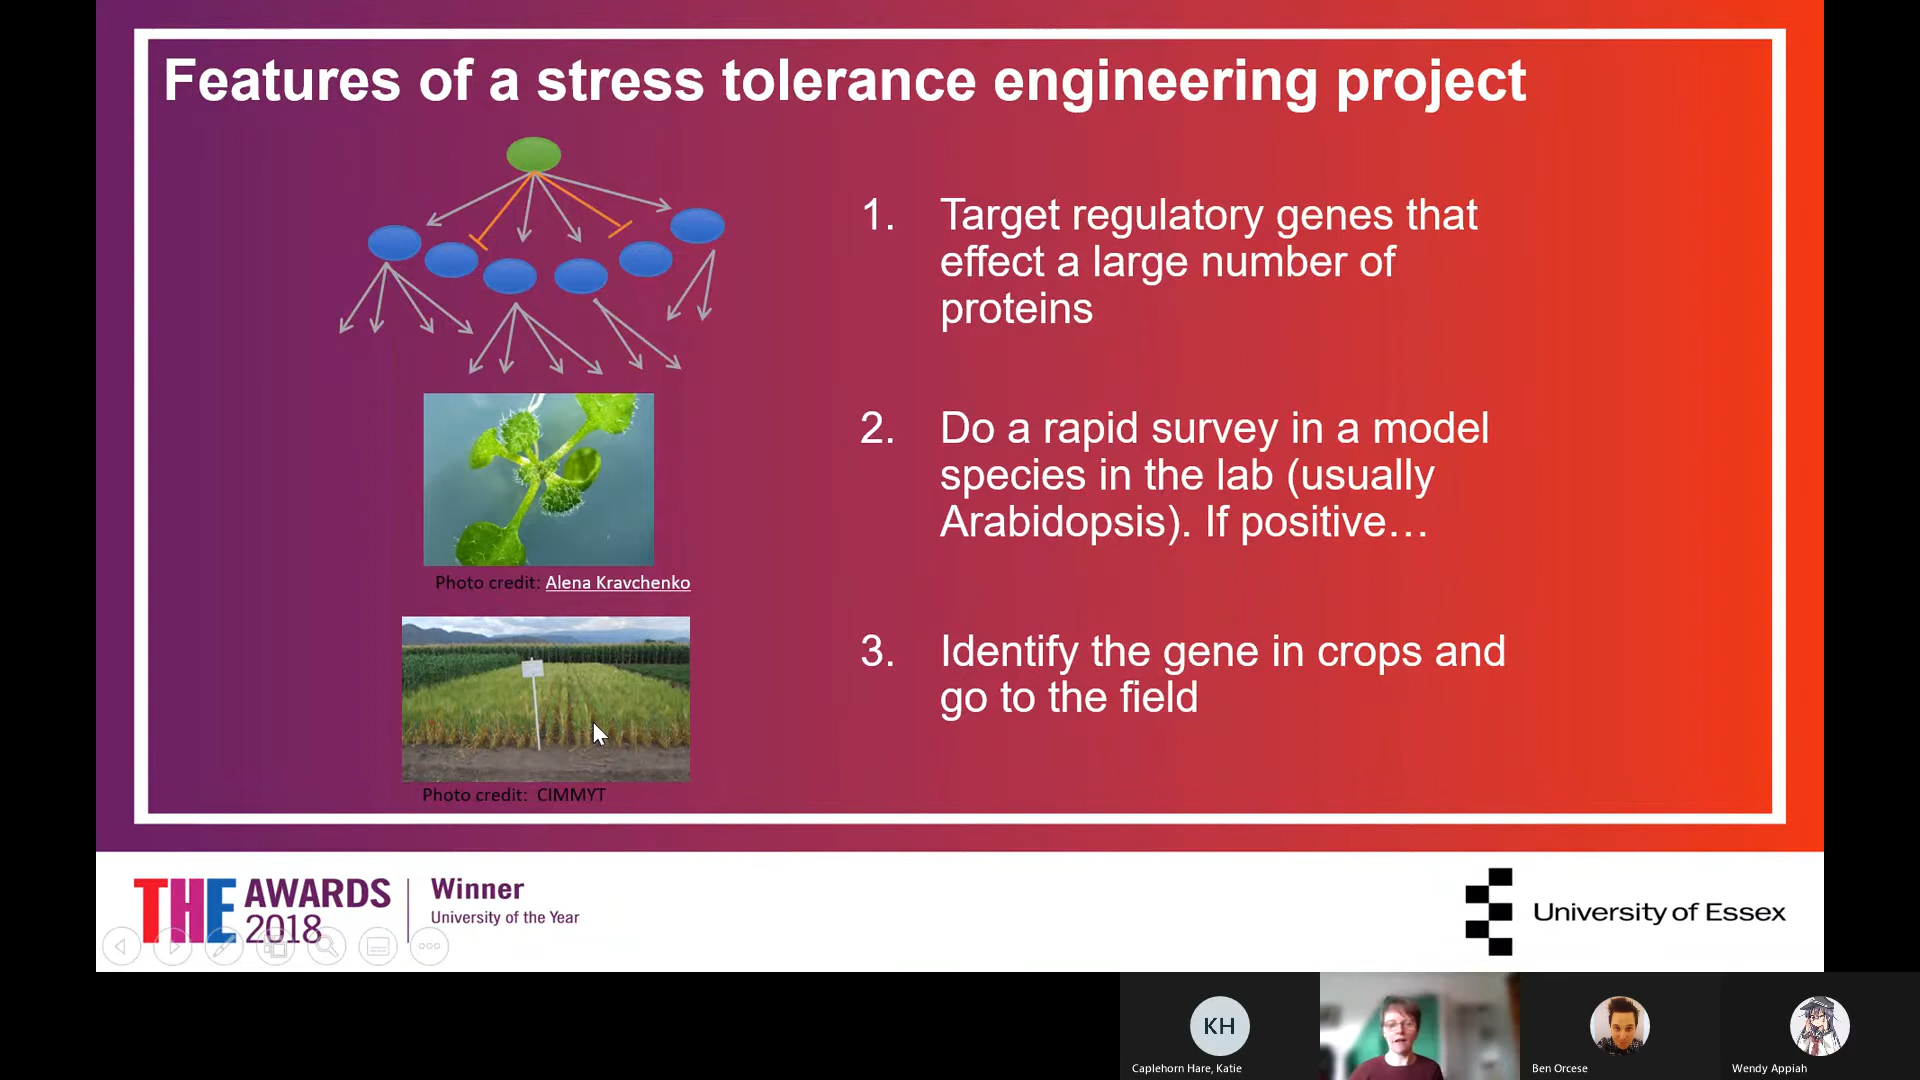 Features of a stress tolerance engineering project
1. Target regulatory genes that
effect a large number of
proteins
2. Do a rapid survey in a model
species in the lab (usually
Arabidopsis). If positive…
Photo credit: Alena Kravchenko
3. Identify the gene in crops and
go to the field
Photo credit: CIMMYT
THE AWARDS
2018
Winner
University of the Year
University of Essex
KH
Caplehorn Hare, Katie
Ben Orcese
Wendy Appiah